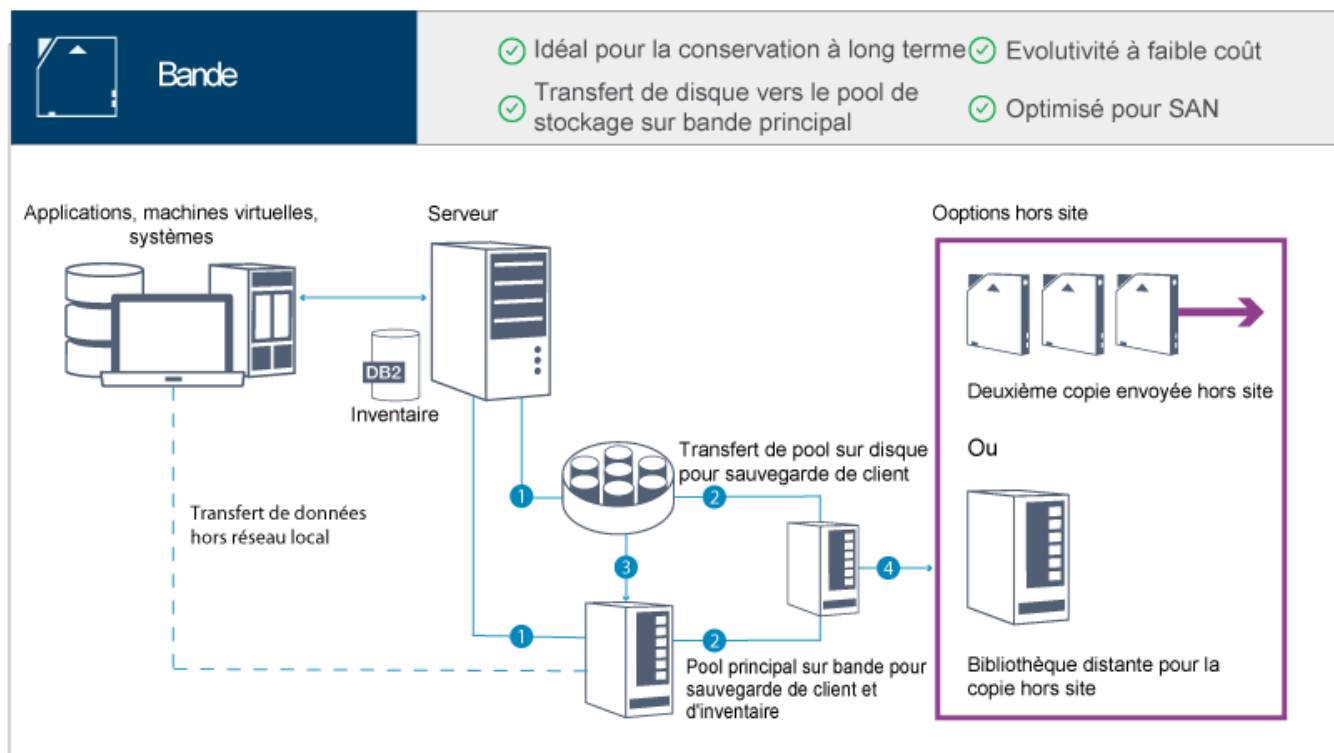 Bande
Idéal pour la conservation à long terme
Evolutivité à faible coût
Transfert de disque vers le pool de
stockage sur bande principal
Optimisé pour SAN
Applications, machines virtuelles,
systèmes
Serveur
Ooptions hors site
DB2
Inventaire
Deuxième copie envoyée hors site
Transfert de pool sur disque
pour sauvegarde de client
Ou
1
2
Transfert de données
hors réseau local
3
4
1
2
Pool principal sur bande pour
sauvegarde de client et
d'inventaire
Bibliothèque distante pour la
copie hors site